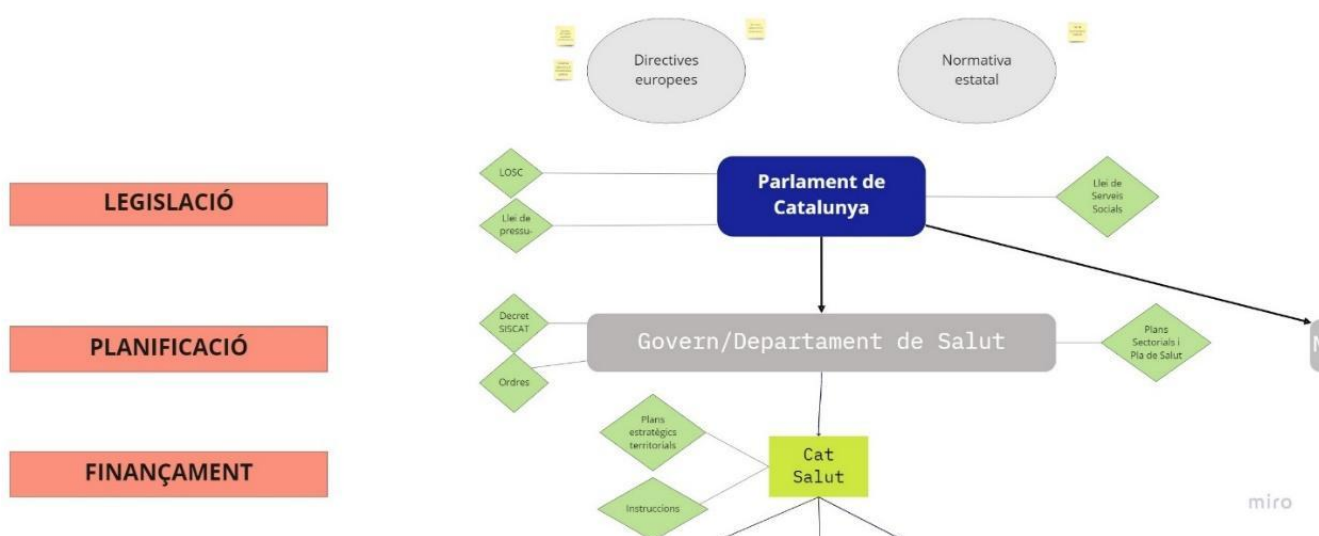 Directives
europees
Normativa
estatal
LEGISLACIÓ
LOSC
Llei de
pressu-
Parlament de
Catalunya
Llei de
Serveis
Socials
PLANIFICACIÓ
Decret
SISCAT
Ordres
Govern/Departament de Salut
Plans
Sectorials i
Pla de Salut
FINANÇAMENT
Plans
estratègics
territorials
Instruccions
Cat
Salut
miro